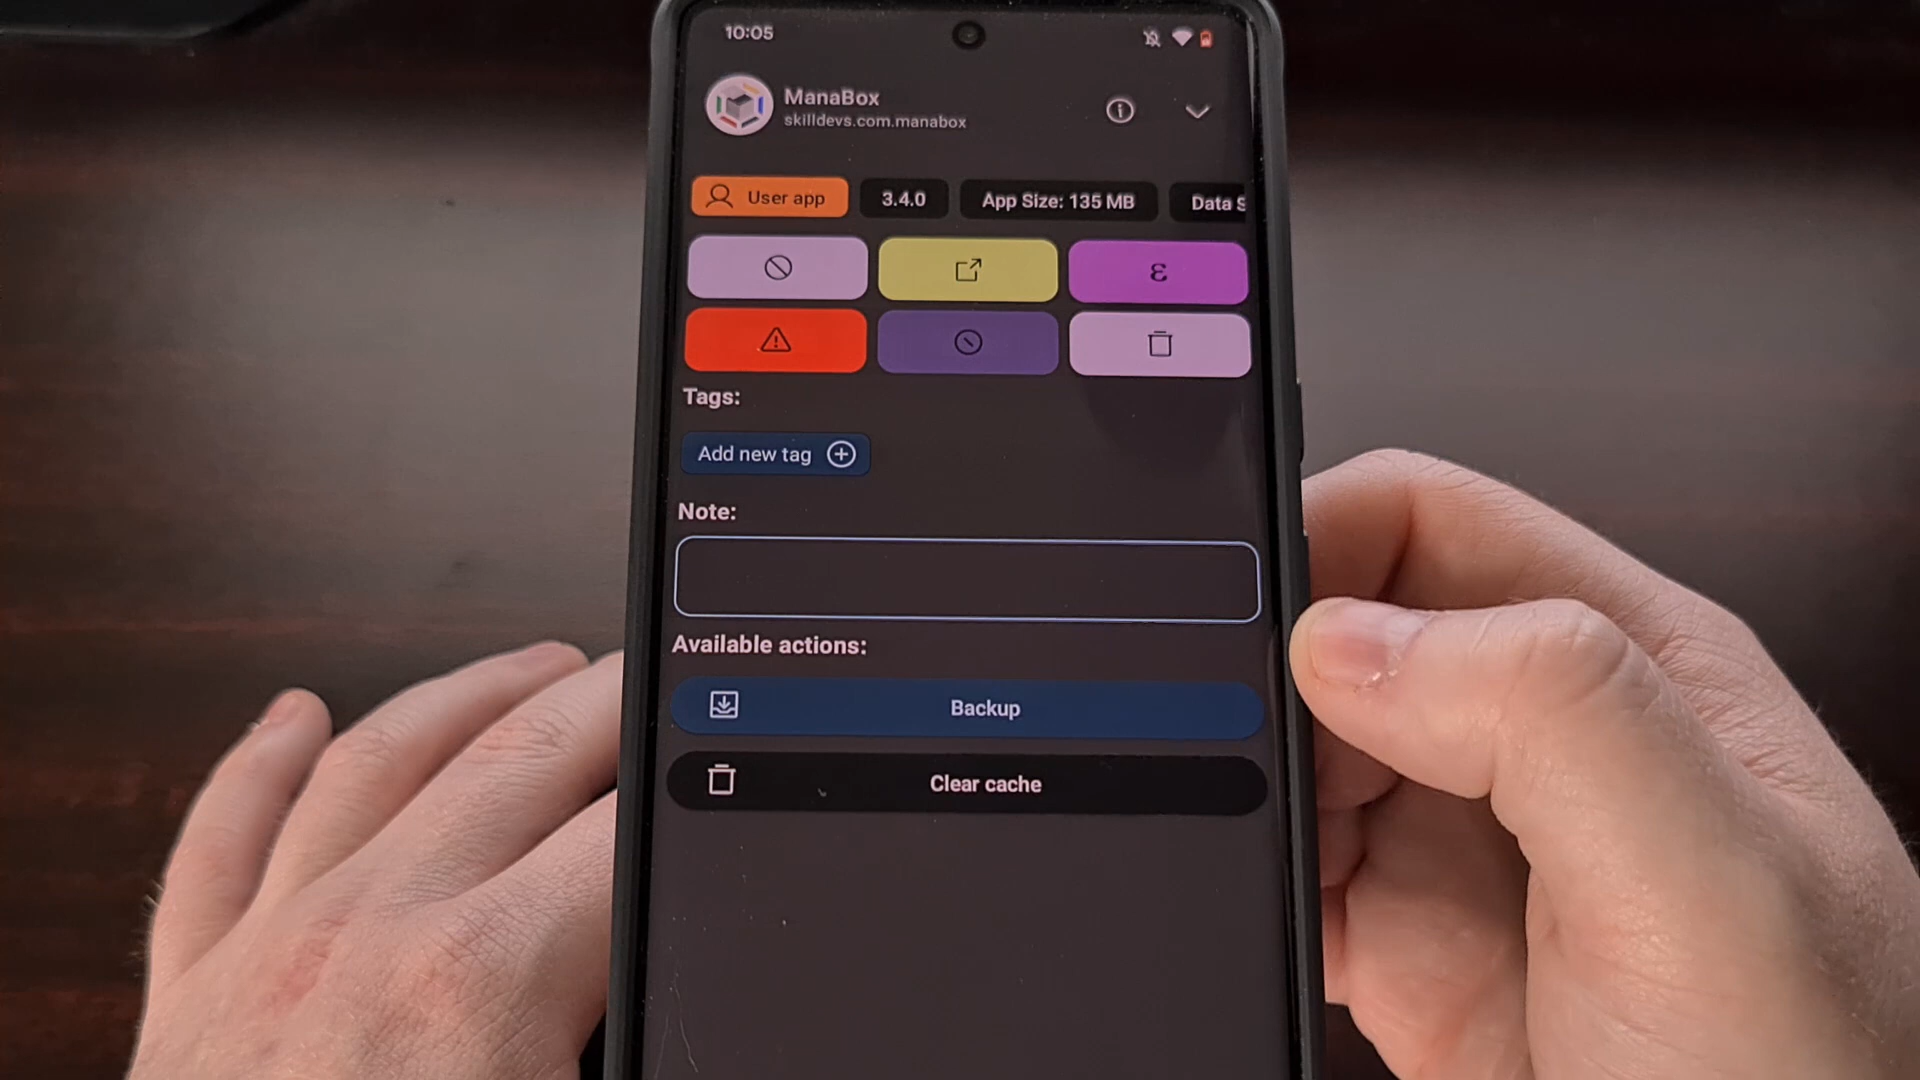 10:05
ManaBox
skilldevs.com.manabox
User app
3.4.0
App Size: 135 MB
Data S
ε
Tags:
Add new tag
Note:
Available actions:
Backup
Clear cache